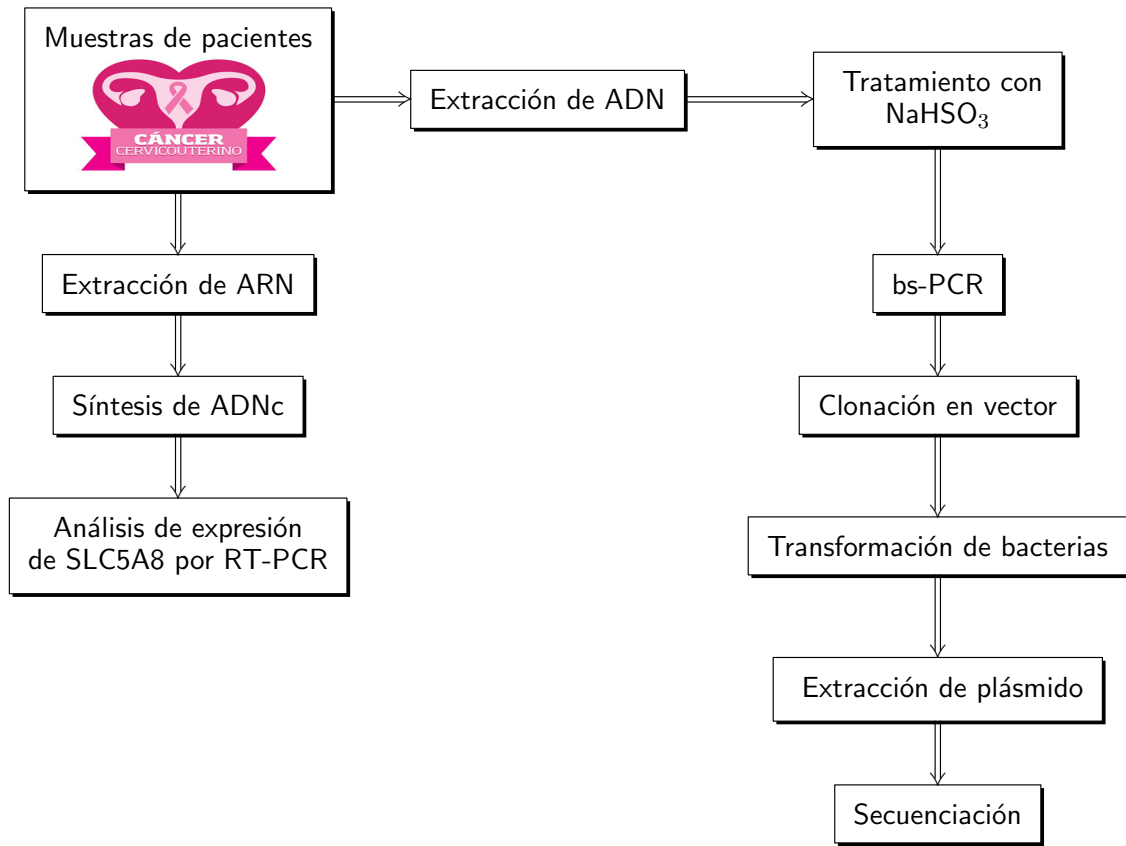 Muestras de pacientes
CÁNCER
CERVICOUTERINO
Extracción de ADN
Tratamiento con
NaHSO₃
Extracción de ARN
bs-PCR
Síntesis de ADNc
Clonación en vector
Análisis de expresión
de SLC5A8 por RT-PCR
Transformación de bacterias
Extracción de plásmido
Secuenciación